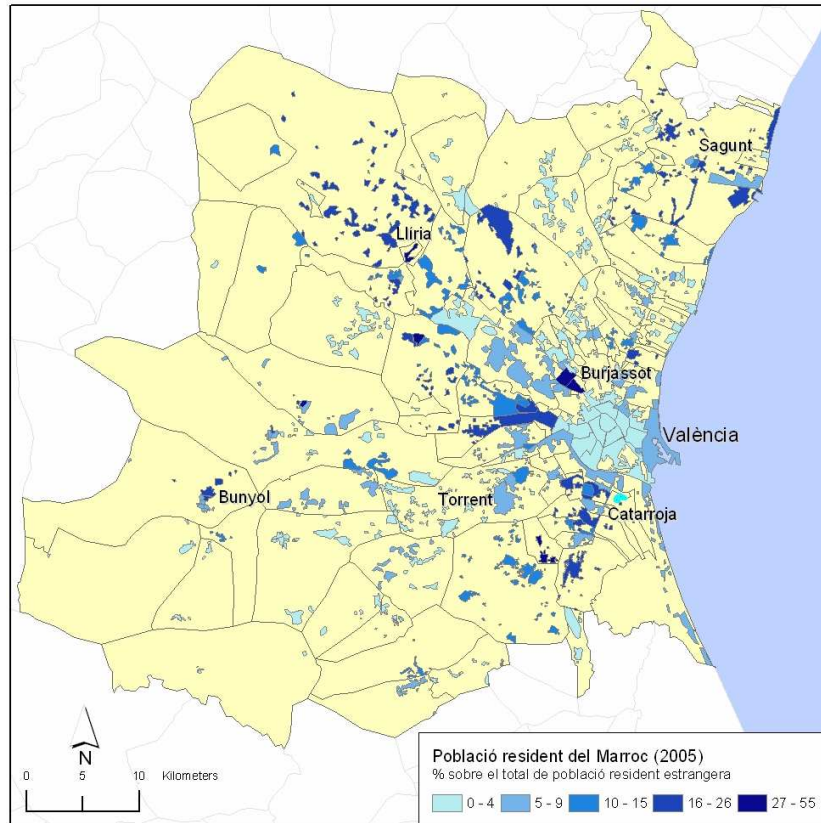 Sagunt
Llíria
Burjassot
València
Bunyol
Torrent
Catarroja
N
0 5 10 Kilometers
Població resident del Marroc (2005)
% sobre el total de població resident estrangera
0 - 4 5 - 9 10 - 15 16 - 26 27 - 55